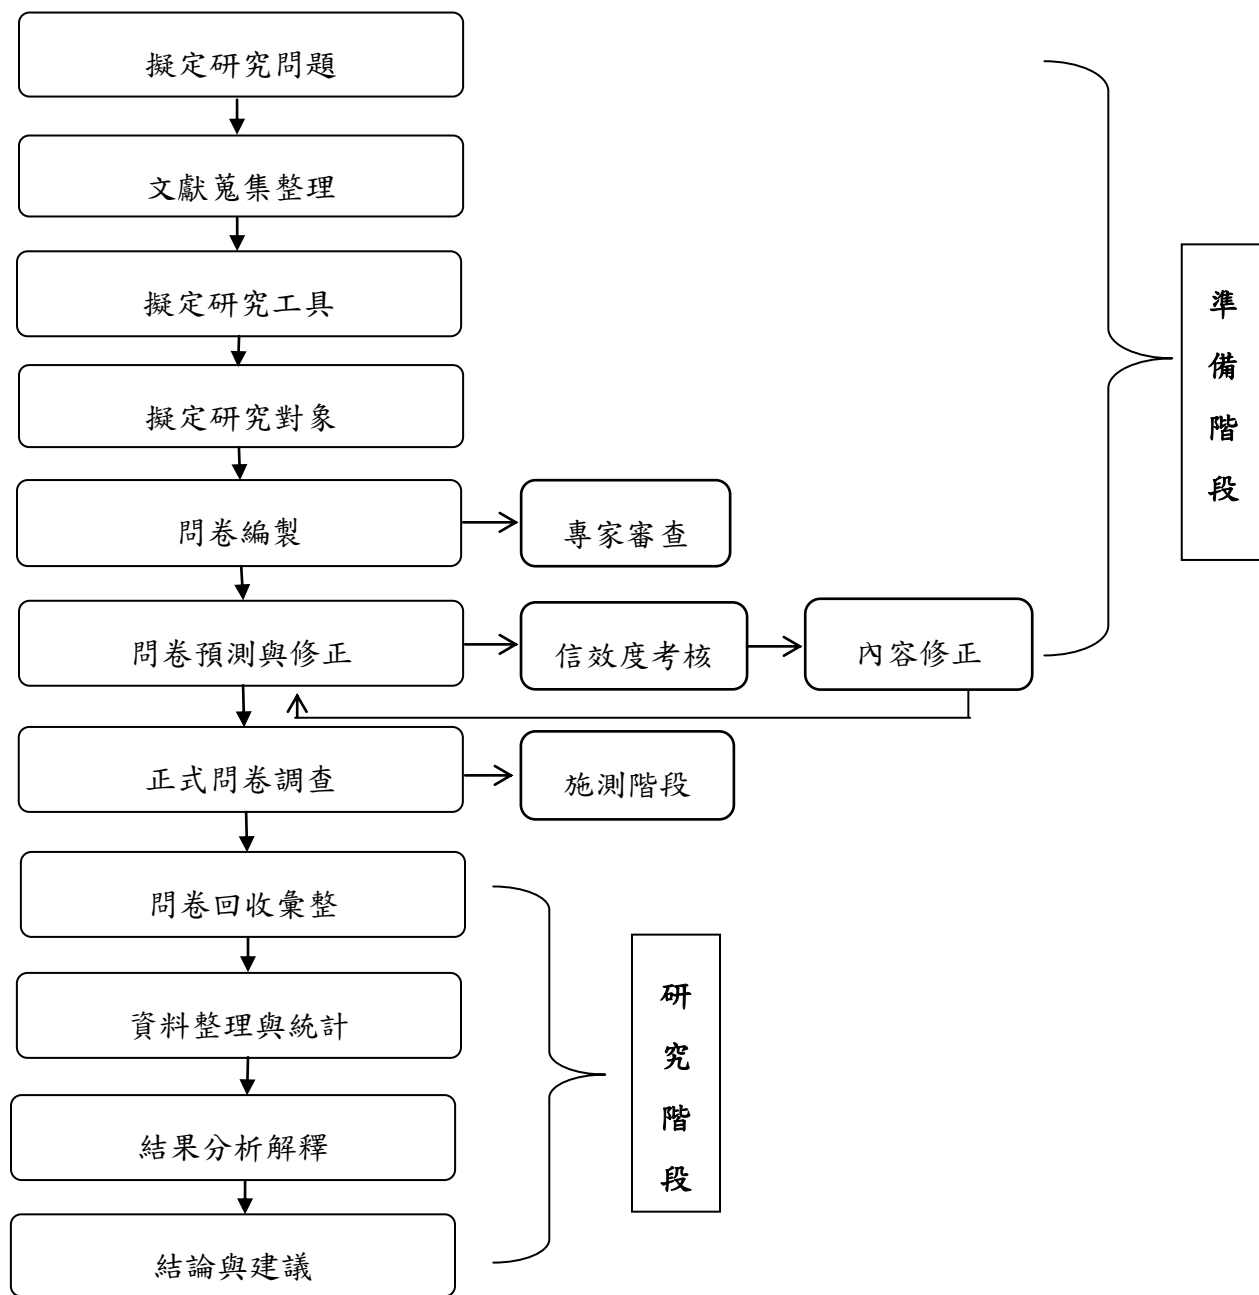 擬定研究問題
文獻蒐集整理
擬定研究工具
擬定研究對象
問卷編製
專家審查
問卷預測與修正
信效度考核
內容修正
正式問卷調查
施測階段
問卷回收彙整
資料整理與統計
結果分析解釋
結論與建議
準備階段
研究階段